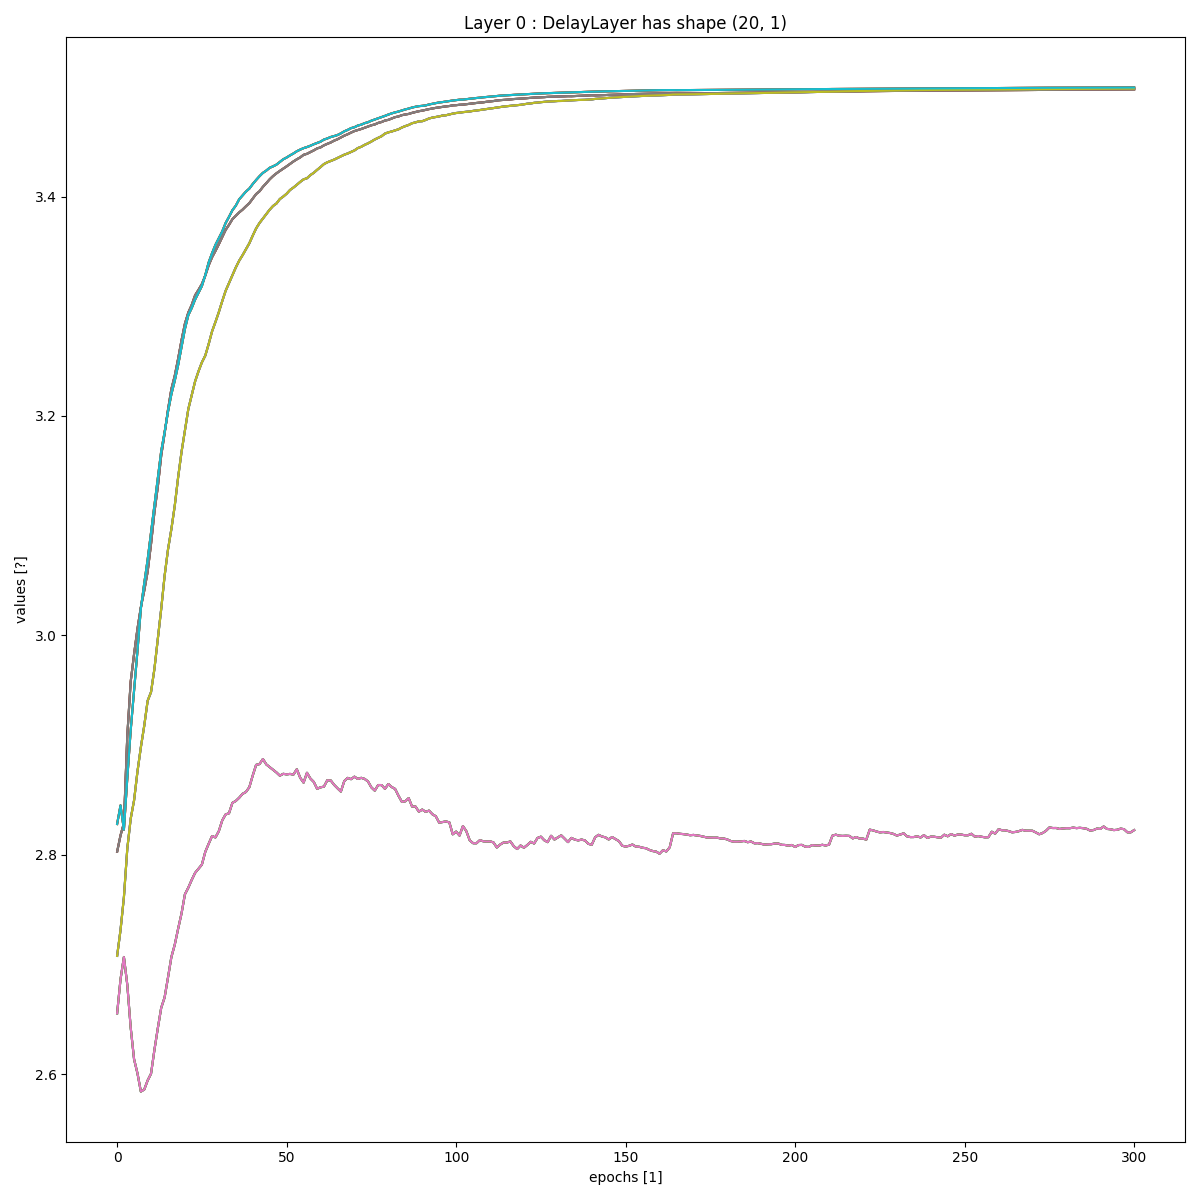 Layer 0 : DelayLayer has shape (20, 1)
values [?]
3.4
3.2
3.0
2.8
2.6
0 50 100 150 200 250 300
epochs [1]